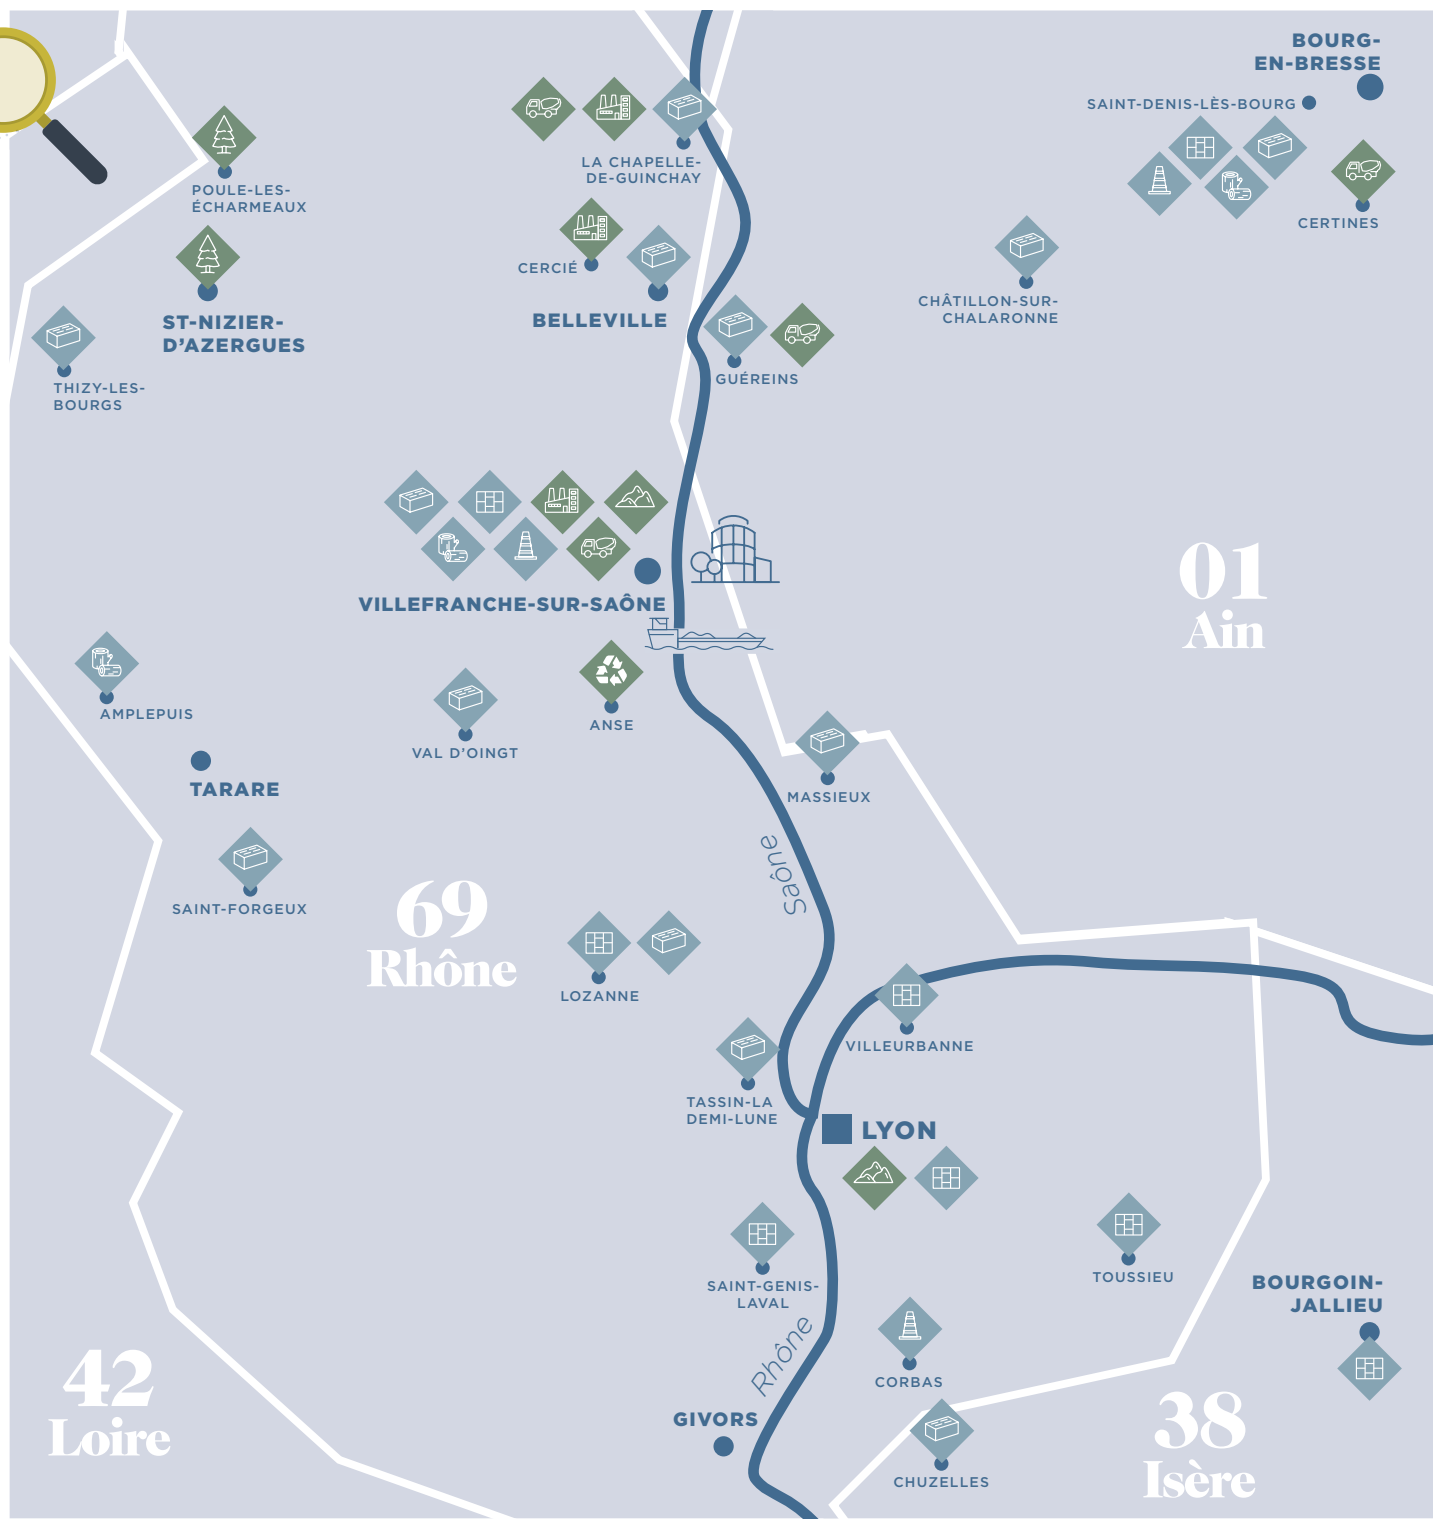 BOURG-
EN-BRESSE
SAINT-DENIS-LÈS-BOURG
LA CHAPELLE-
DE-GUINCHAY
POULE-LES-
ÉCHARMEAUX
CERTINES
CERCIÉ
CHÂTILLON-SUR-
CHALARONNE
BELLEVILLE
ST-NIZIER-
D'AZERGUES
GUÉREINS
THIZY-LES-
BOURGS
VILLEFRANCHE-SUR-SAÔNE
01
Ain
AMPLEPUIS
ANSE
VAL D'OINGT
TARARE
MASSIEUX
Saône
SAINT-FORGEUX
69
Rhône
LOZANNE
VILLEURBANNE
TASSIN-LA
DEMI-LUNE
LYON
TOUSSIEU
SAINT-GENIS-
LAVAL
BOURGOIN-
JALLIEU
Rhône
CORBAS
42
Loire
GIVORS
38
Isère
CHUZELLES